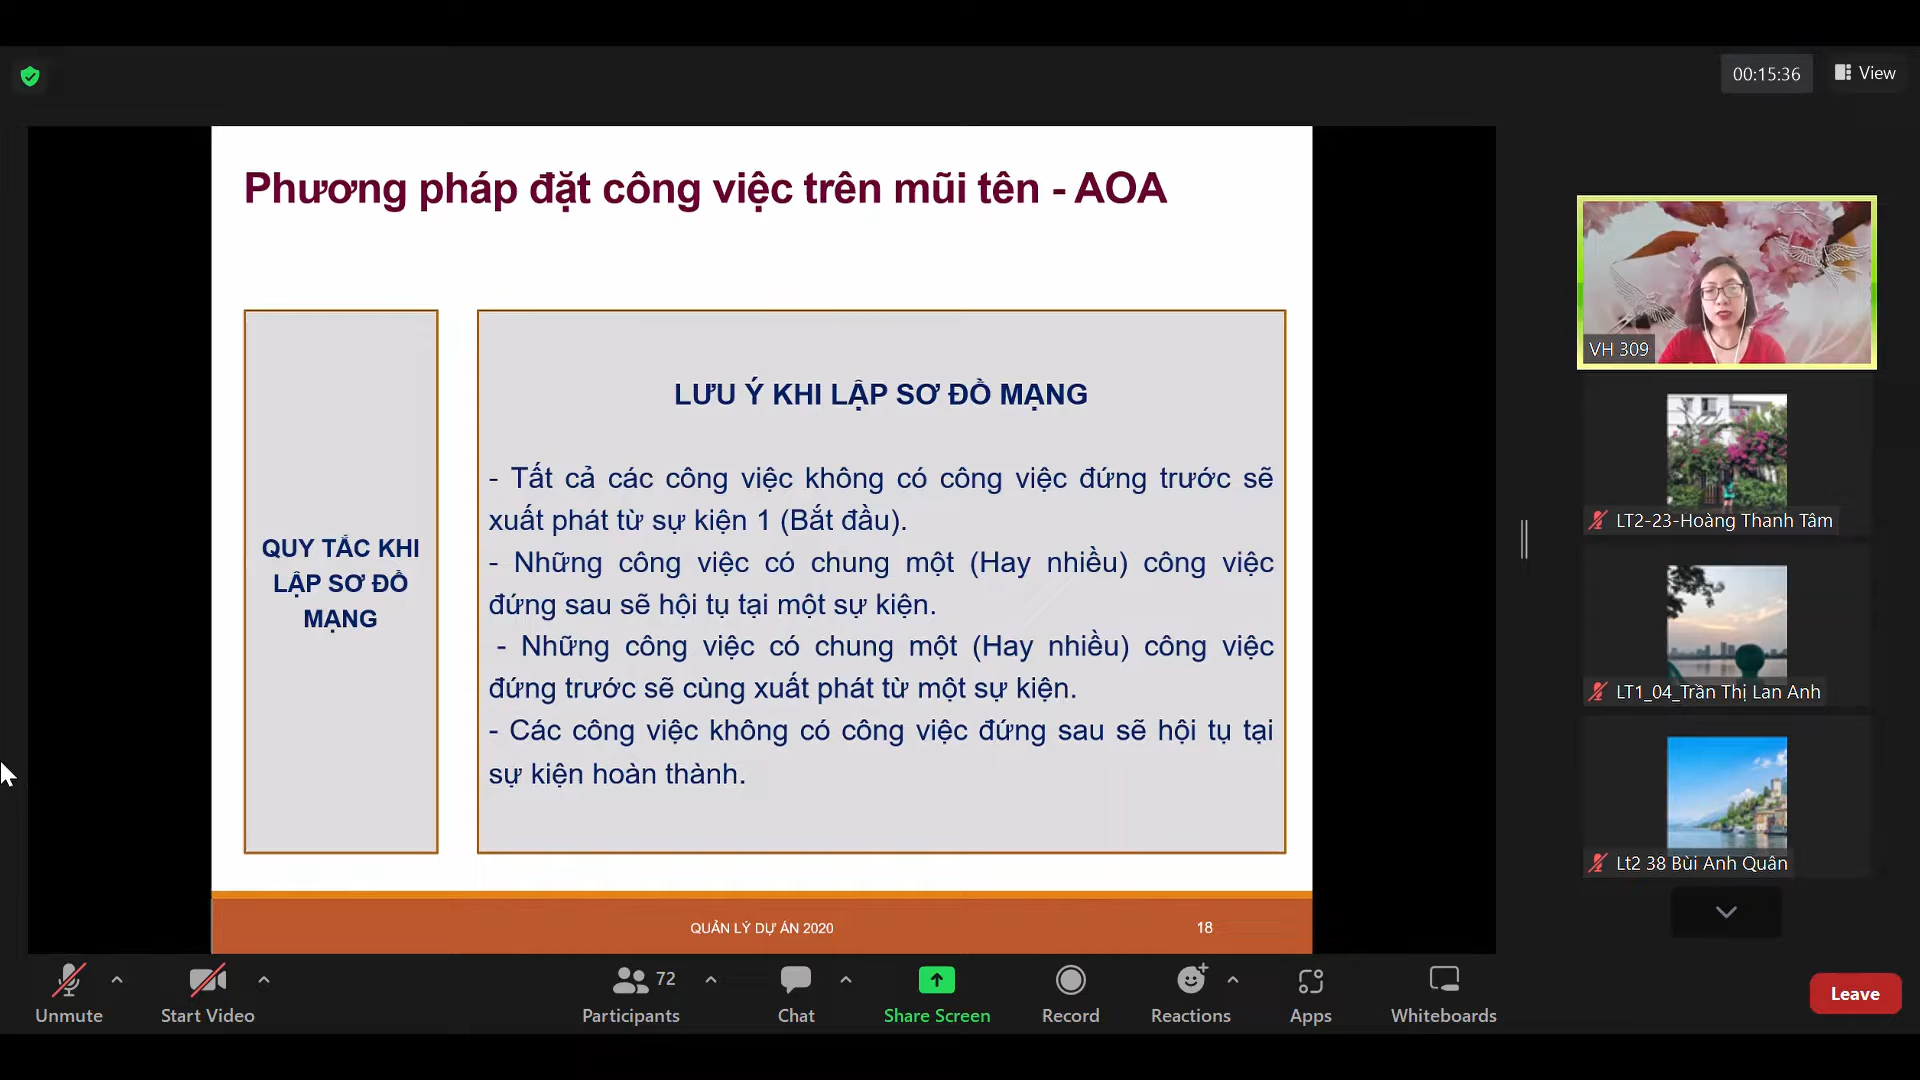 00:15:36
View
Phương pháp đặt công việc trên mũi tên - AOA
QUY TẮC KHI
LẬP SƠ ĐỒ
MẠNG
LƯU Ý KHI LẬP SƠ ĐỒ MẠNG
- Tất cả các công việc không có công việc đứng trước sẽ
xuất phát từ sự kiện 1 (Bắt đầu).
- Những công việc có chung một (Hay nhiều) công việc
đứng sau sẽ hội tụ tại một sự kiện.
- Những công việc có chung một (Hay nhiều) công việc
đứng trước sẽ cùng xuất phát từ một sự kiện.
- Các công việc không có công việc đứng sau sẽ hội tụ tại
sự kiện hoàn thành.
QUẢN LÝ DỰ ÁN 2020
18
VH 309
LT2-23-Hoàng Thanh Tâm
LT1_04_Trần Thị Lan Anh
Lt2 38 Bùi Anh Quân
Unmute
Start Video
72
Participants
Chat
Share Screen
Record
Reactions
Apps
Whiteboards
Leave